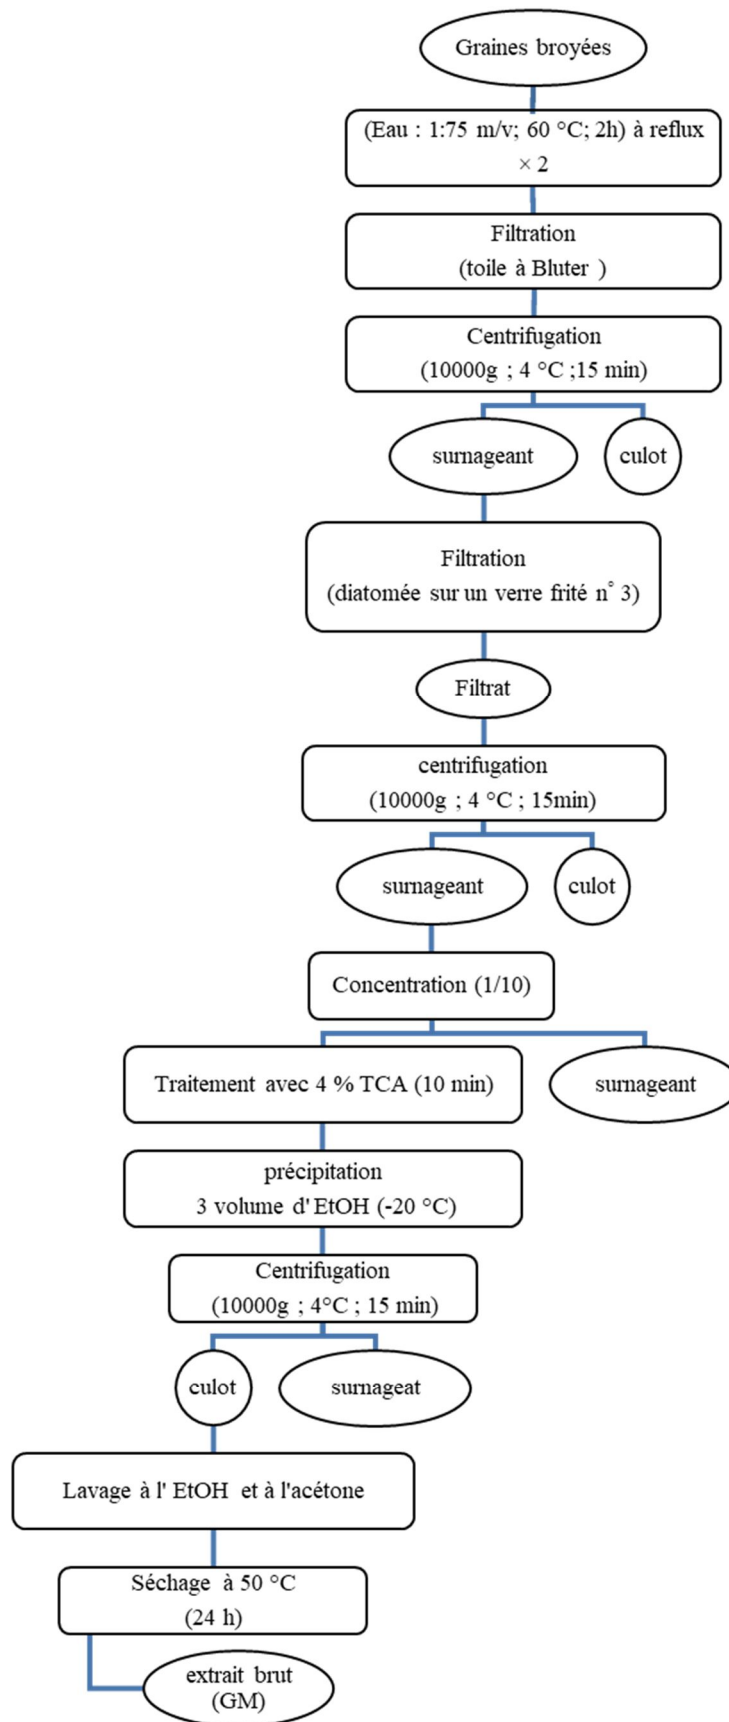 Graines broyées
(Eau : 1:75 m/v; 60 °C; 2h) à reflux
× 2
Filtration
(toile à Bluter )
Centrifugation
(10000g ; 4 °C ;15 min)
surnageant
culot
Filtration
(diatomée sur un verre frité n° 3)
Filtrat
centrifugation
(10000g ; 4 °C ; 15min)
surnageant
culot
Concentration (1/10)
Traitement avec 4 % TCA (10 min)
surnageant
précipitation
3 volume d' EtOH (-20 °C)
Centrifugation
(10000g ; 4°C ; 15 min)
culot
surnageat
Lavage à l' EtOH et à l'acétone
Séchage à 50 °C
(24 h)
extrait brut
(GM)